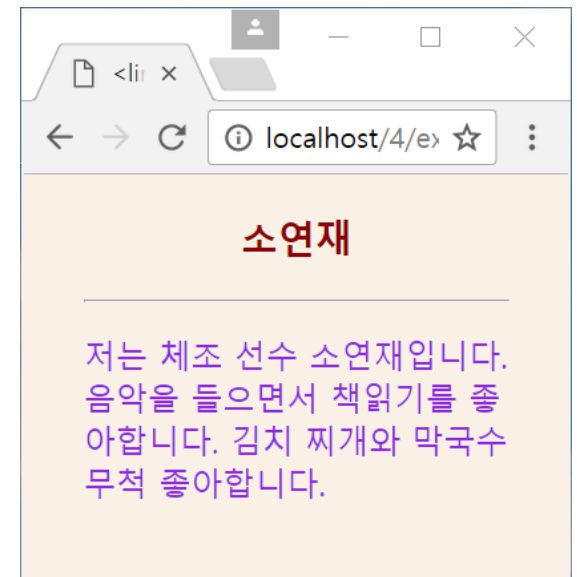 <li
localhost/4/ex
소연재
저는 체조 선수 소연재입니다.
음악을 들으면서 책읽기를 좋
아합니다. 김치 찌개와 막국수
무척 좋아합니다.